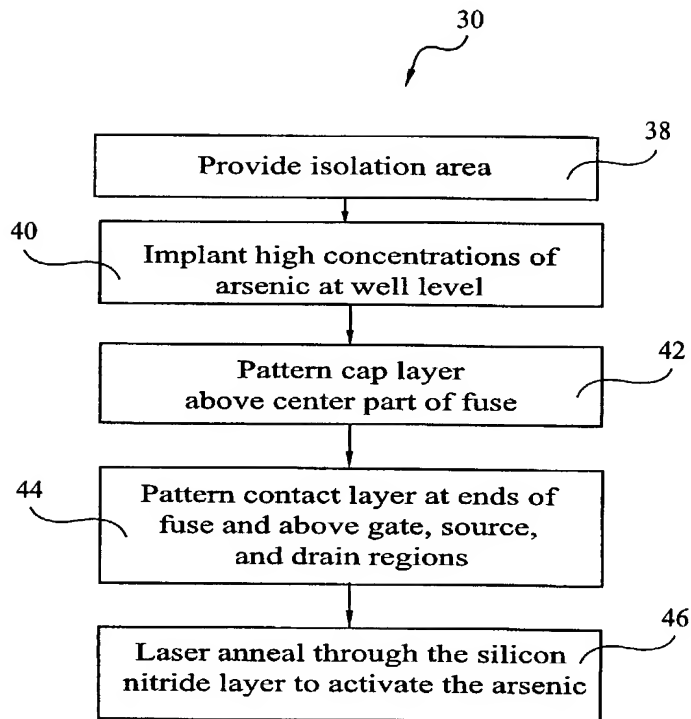 30
Provide isolation area
38
40
Implant high concentrations of
arsenic at well level
42
Pattern cap layer
above center part of fuse
44
Pattern contact layer at ends of
fuse and above gate, source,
and drain regions
46
Laser anneal through the silicon
nitride layer to activate the arsenic